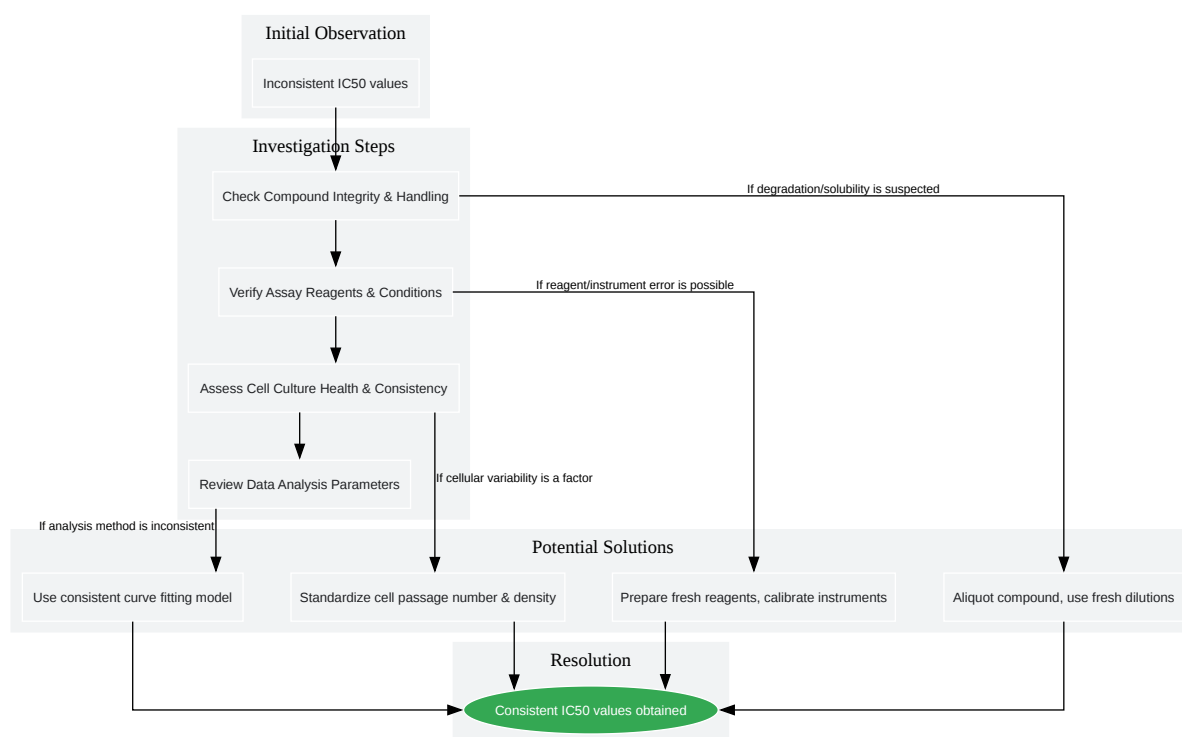 Initial Observation
Inconsistent IC50 values
Investigation Steps
Check Compound Integrity & Handling
If degradation/solubility is suspected
Verify Assay Reagents & Conditions
If reagent/instrument error is possible
Assess Cell Culture Health & Consistency
If cellular variability is a factor
Review Data Analysis Parameters
If analysis method is inconsistent
Potential Solutions
Use consistent curve fitting model
Standardize cell passage number & density
Prepare fresh reagents, calibrate instruments
Aliquot compound, use fresh dilutions
Resolution
Consistent IC50 values obtained